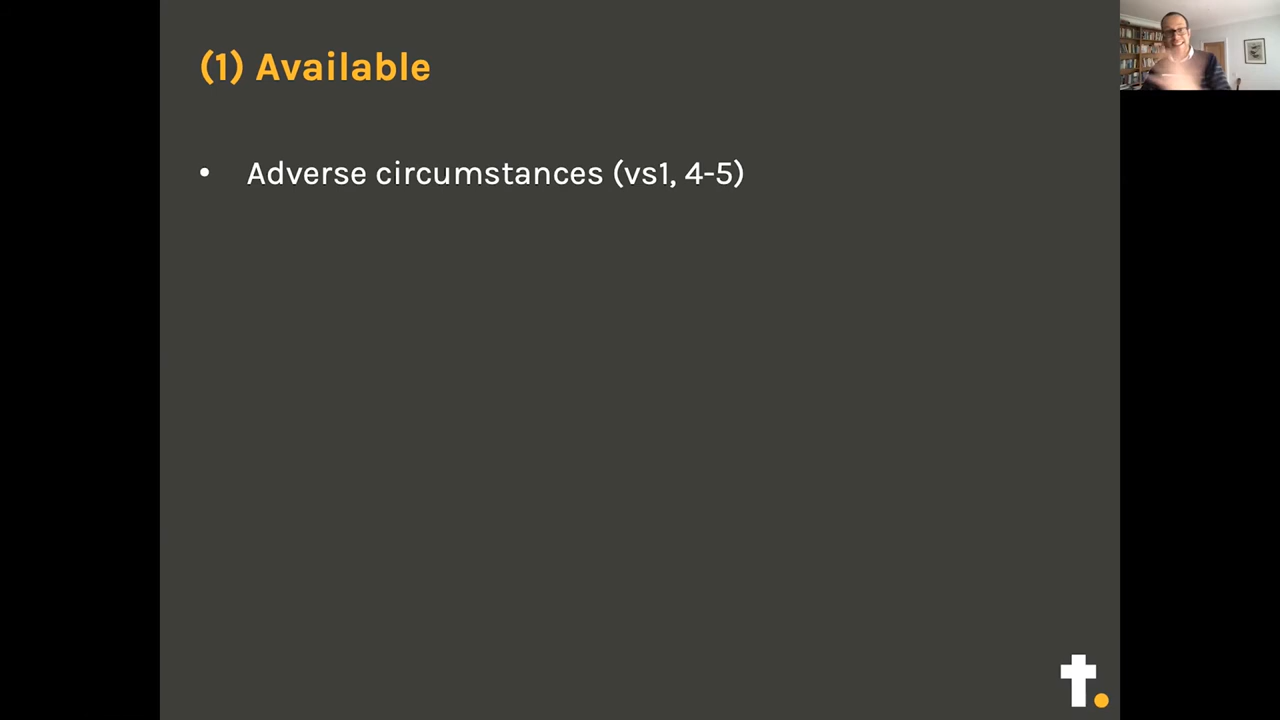 (1) Available
• Adverse circumstances (vs1, 4-5)
t.